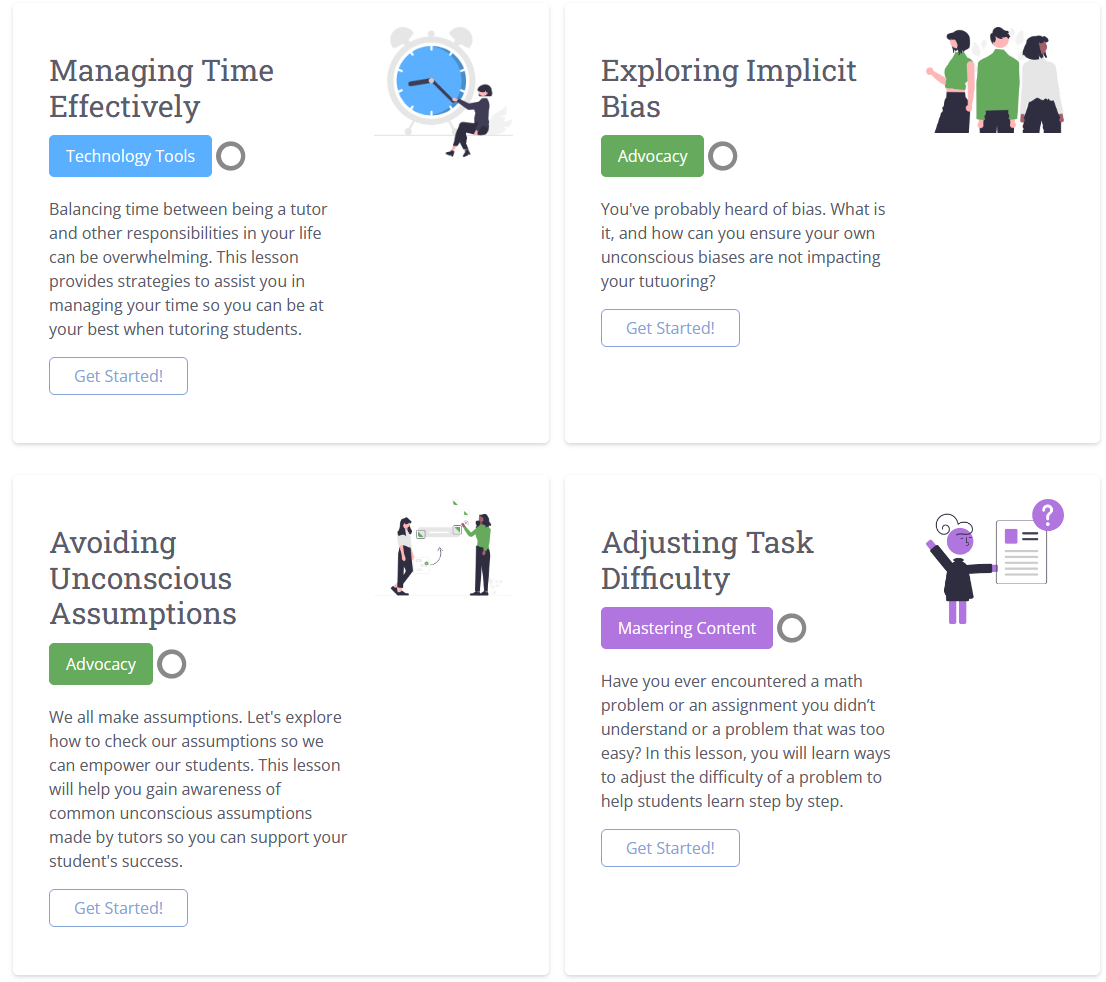 Managing Time
Effectively
Technology Tools
Balancing time between being a tutor
and other responsibilities in your life
can be overwhelming. This lesson
provides strategies to assist you in
managing your time so you can be at
your best when tutoring students.
Get Started!
Exploring Implicit
Bias
Advocacy
You've probably heard of bias. What is
it, and how can you ensure your own
unconscious biases are not impacting
your tutuoring?
Get Started!
Avoiding
Unconscious
Assumptions
Advocacy
We all make assumptions. Let's explore
how to check our assumptions so we
can empower our students. This lesson
will help you gain awareness of
common unconscious assumptions
made by tutors so you can support your
student's success.
Get Started!
Adjusting Task
Difficulty
Mastering Content
?
Have you ever encountered a math
problem or an assignment you didn’t
understand or a problem that was too
easy? In this lesson, you will learn ways
to adjust the difficulty of a problem to
help students learn step by step.
Get Started!